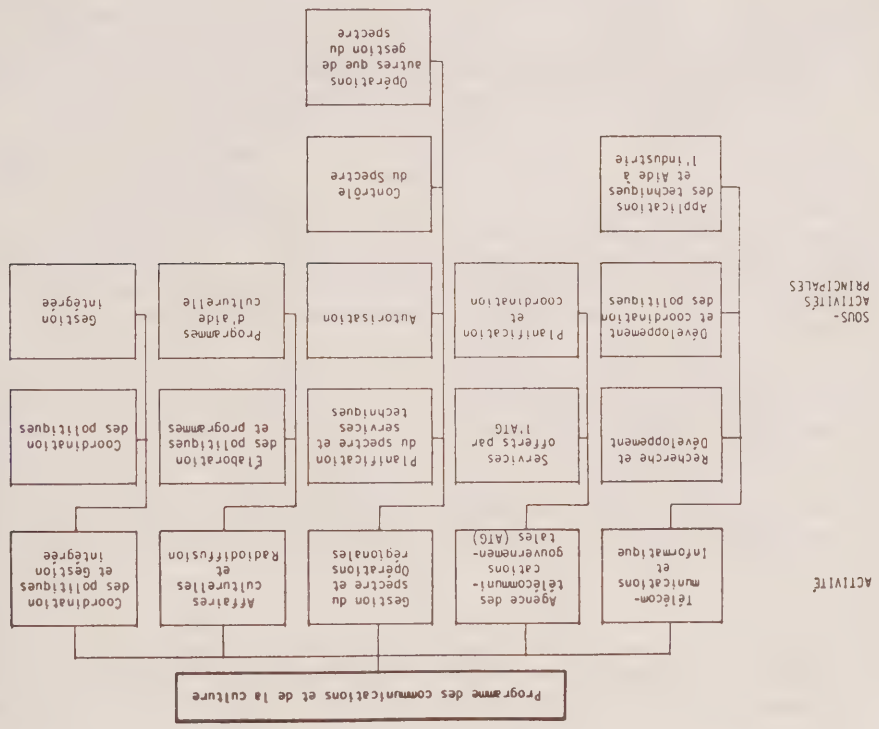 Programme des communications et de la culture
ACTIVITÉ
Télécom-
munications
et
Informatique
Agence des
télécommuni-
cations
gouvernemen-
tales (ATG)
Gestion du
spectre et
Opérations
régionales
Affaires
culturelles
et
Radiodiffusion
Coordination
des politiques
et Gestion
intégrée
SOUS-
ACTIVITÉS
PRINCIPALES
Recherche et
Développement
Services
offerts par
l'ATG
Planification
du spectre et
services
techniques
Élaboration
des politiques
et programmes
Coordination
des politiques
Développement
et coordination
des politiques
Planification
et
coordination
Autorisation
Programmes
d'aide
culturelle
Gestion
intégrée
Applications
des techniques
et Aide à
l'industrie
Contrôle
du Spectre
Opérations
autres que de
gestion du
spectre